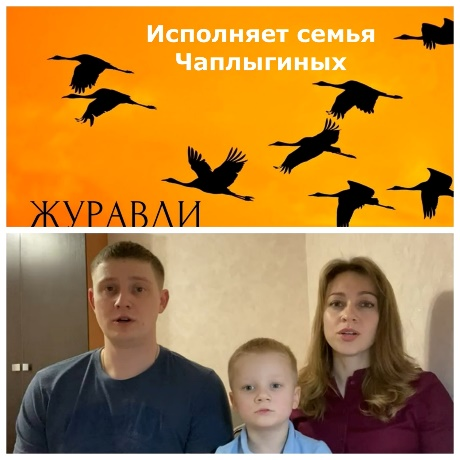 Исполняет семья
Чаплыгиных
ЖУРАВЛИ